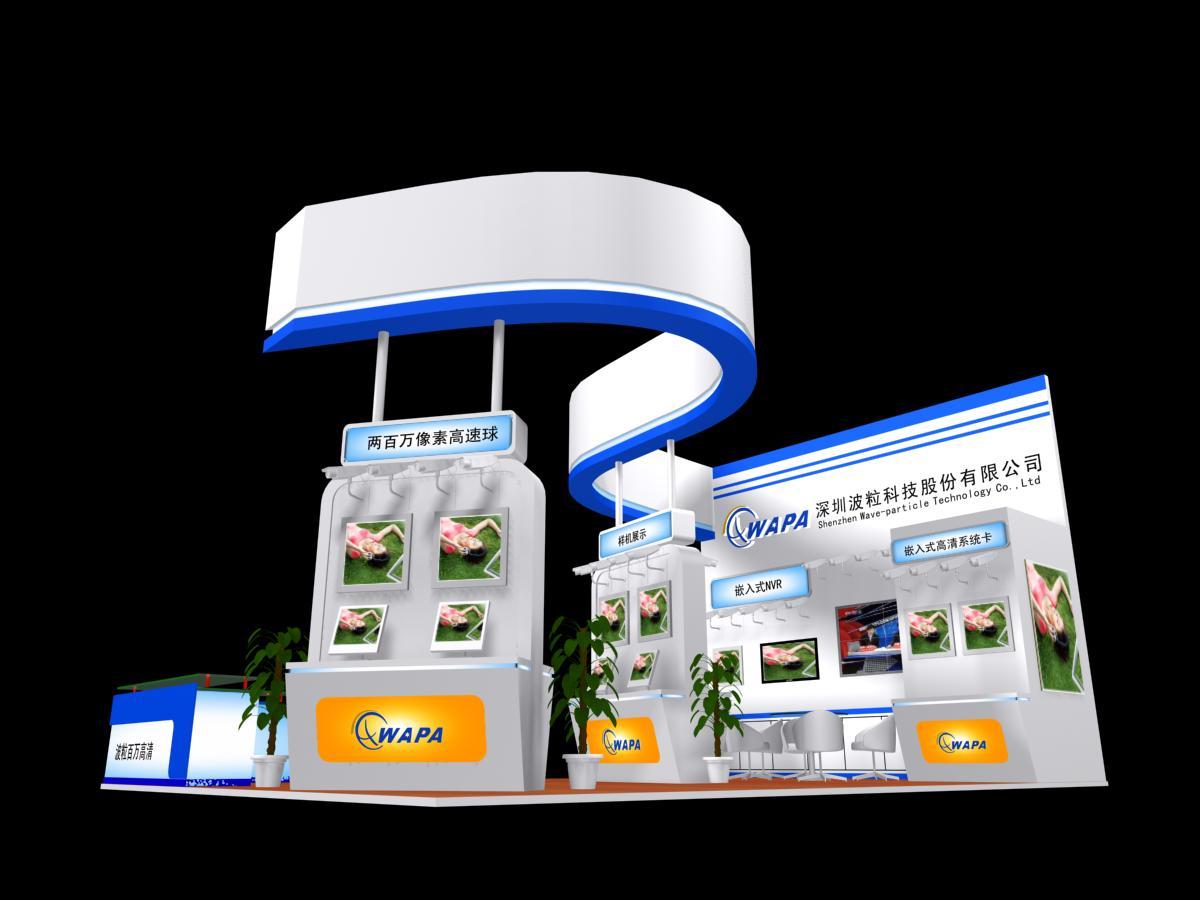 两百万像素高速球
WAPA
深圳波粒科技股份有限公司
Shenzhen Wave-particle Technology Co.,Ltd
样机展示
嵌入式NVR
嵌入式高清系统卡
波粒百万高清
WAPA
WAPA
WAPA